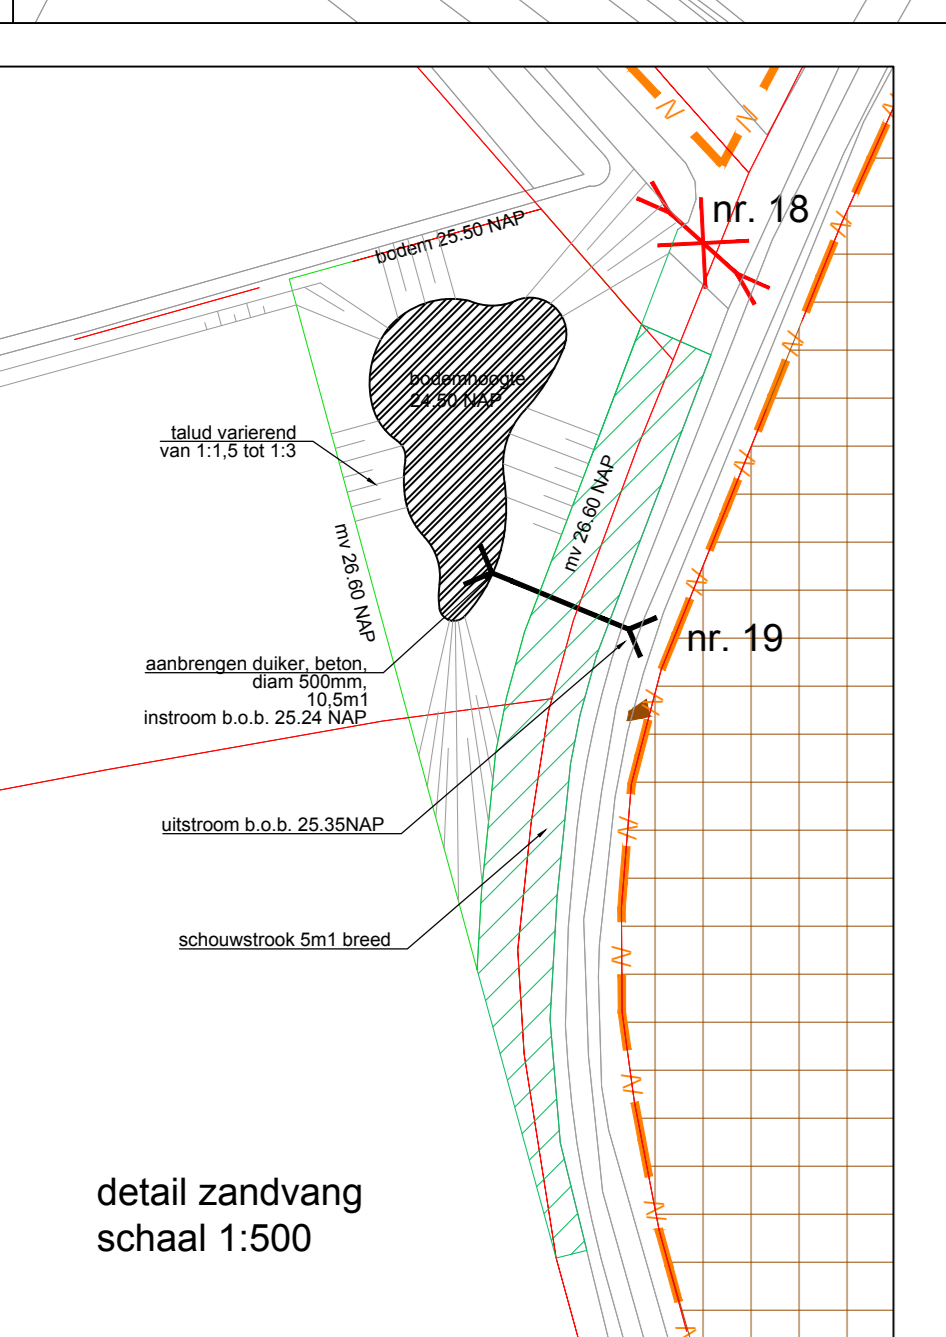 nr. 18
bodem 25.50 NAP
bodemhoogte
24.50 NAP
talud varierend
van 1:1,5 tot 1:3
mv 26.60 NAP
mv 26.60 NAP
nr. 19
aanbrengen duiker, beton,
diam 500mm,
10,5m1
instroom b.o.b. 25.24 NAP
uitstroom b.o.b. 25.35NAP
schouwstrook 5m1 breed
detail zandvang
schaal 1:500